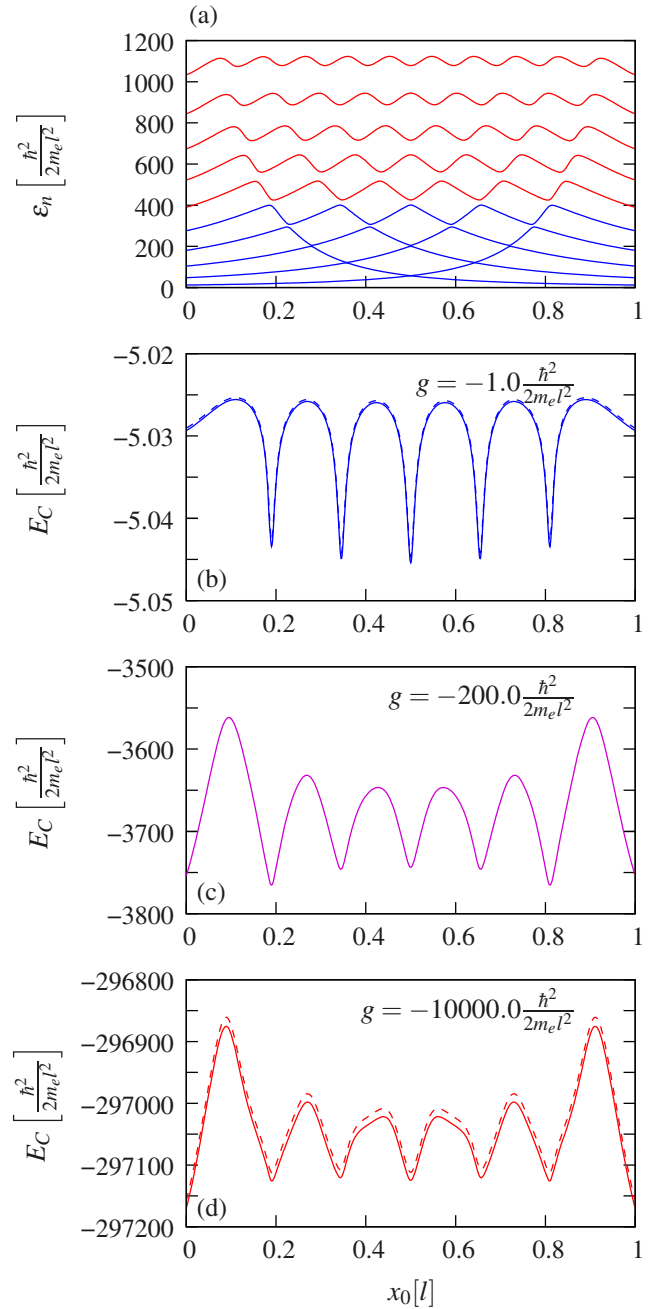 (a)
1200
1000
800
600
400
200
0
ε_n [ħ²/2m_e l²]
0 0.2 0.4 0.6 0.8 1
−5.02
−5.03
−5.04
−5.05
E_C [ħ²/2m_e l²]
g = −1.0 ħ²/2m_e l²
(b)
0 0.2 0.4 0.6 0.8 1
−3500
−3600
−3700
−3800
E_C [ħ²/2m_e l²]
g = −200.0 ħ²/2m_e l²
(c)
0 0.2 0.4 0.6 0.8 1
−296800
−296900
−297000
−297100
−297200
E_C [ħ²/2m_e l²]
g = −10000.0 ħ²/2m_e l²
(d)
0 0.2 0.4 0.6 0.8 1
x_0[l]